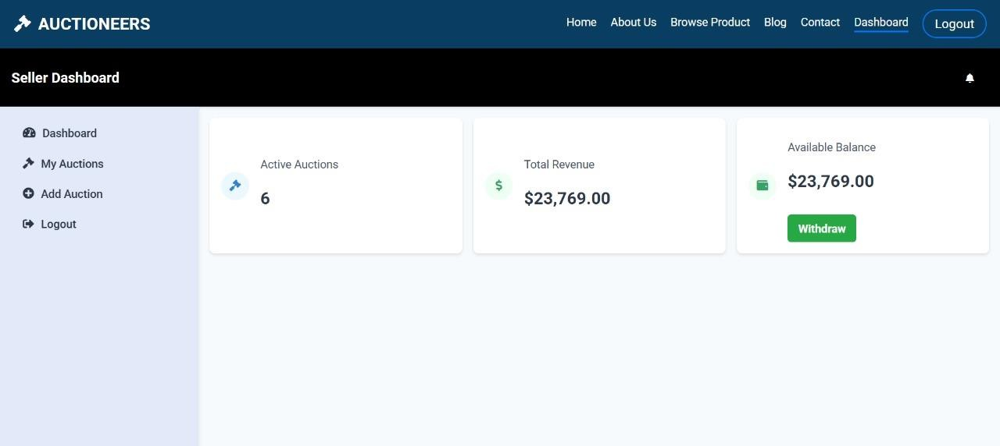 AUCTIONEERS
Home About Us Browse Product Blog Contact Dashboard Logout
Seller Dashboard
Dashboard
My Auctions
Add Auction
Logout
Active Auctions
6
Total Revenue
$23,769.00
Available Balance
$23,769.00
Withdraw